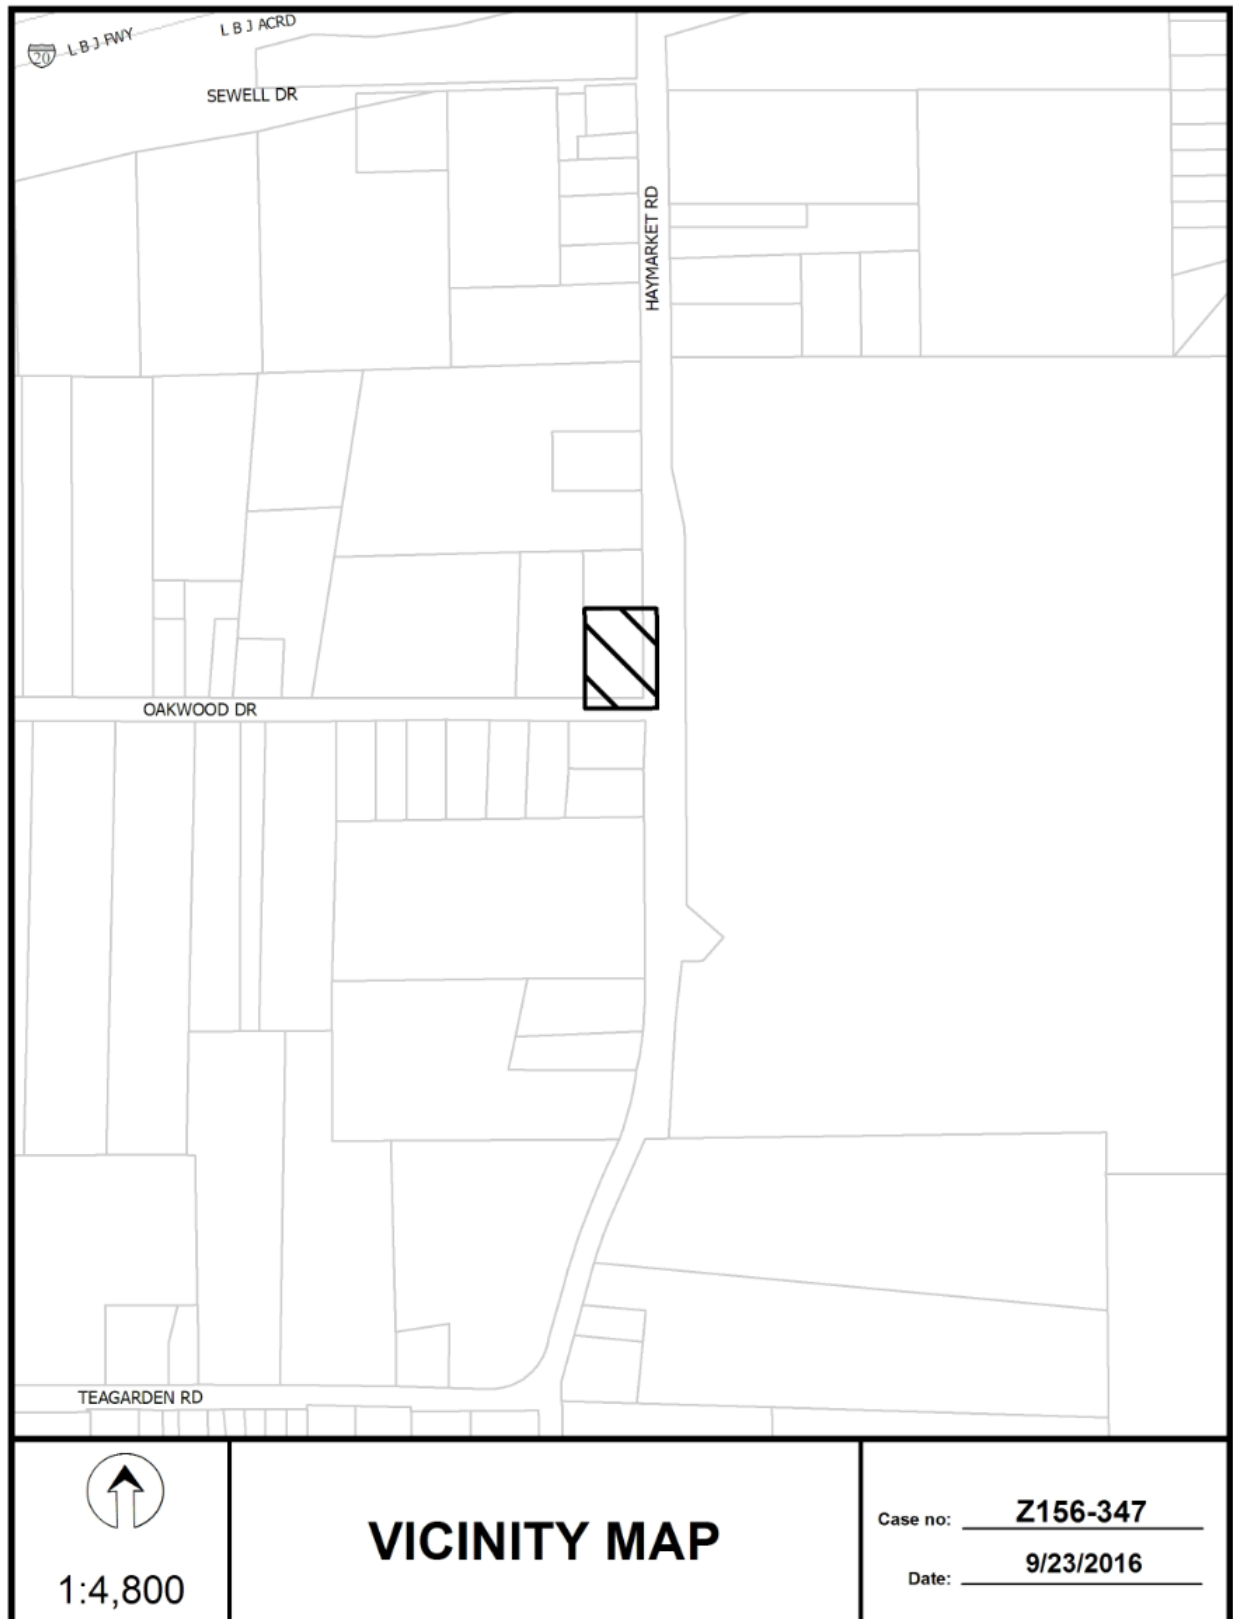 L B J ACRD
20
L B J FWY
SEWELL DR
HAYMARKET RD
OAKWOOD DR
TEAGARDEN RD
1:4,800
VICINITY MAP
Case no: Z156-347
Date: 9/23/2016